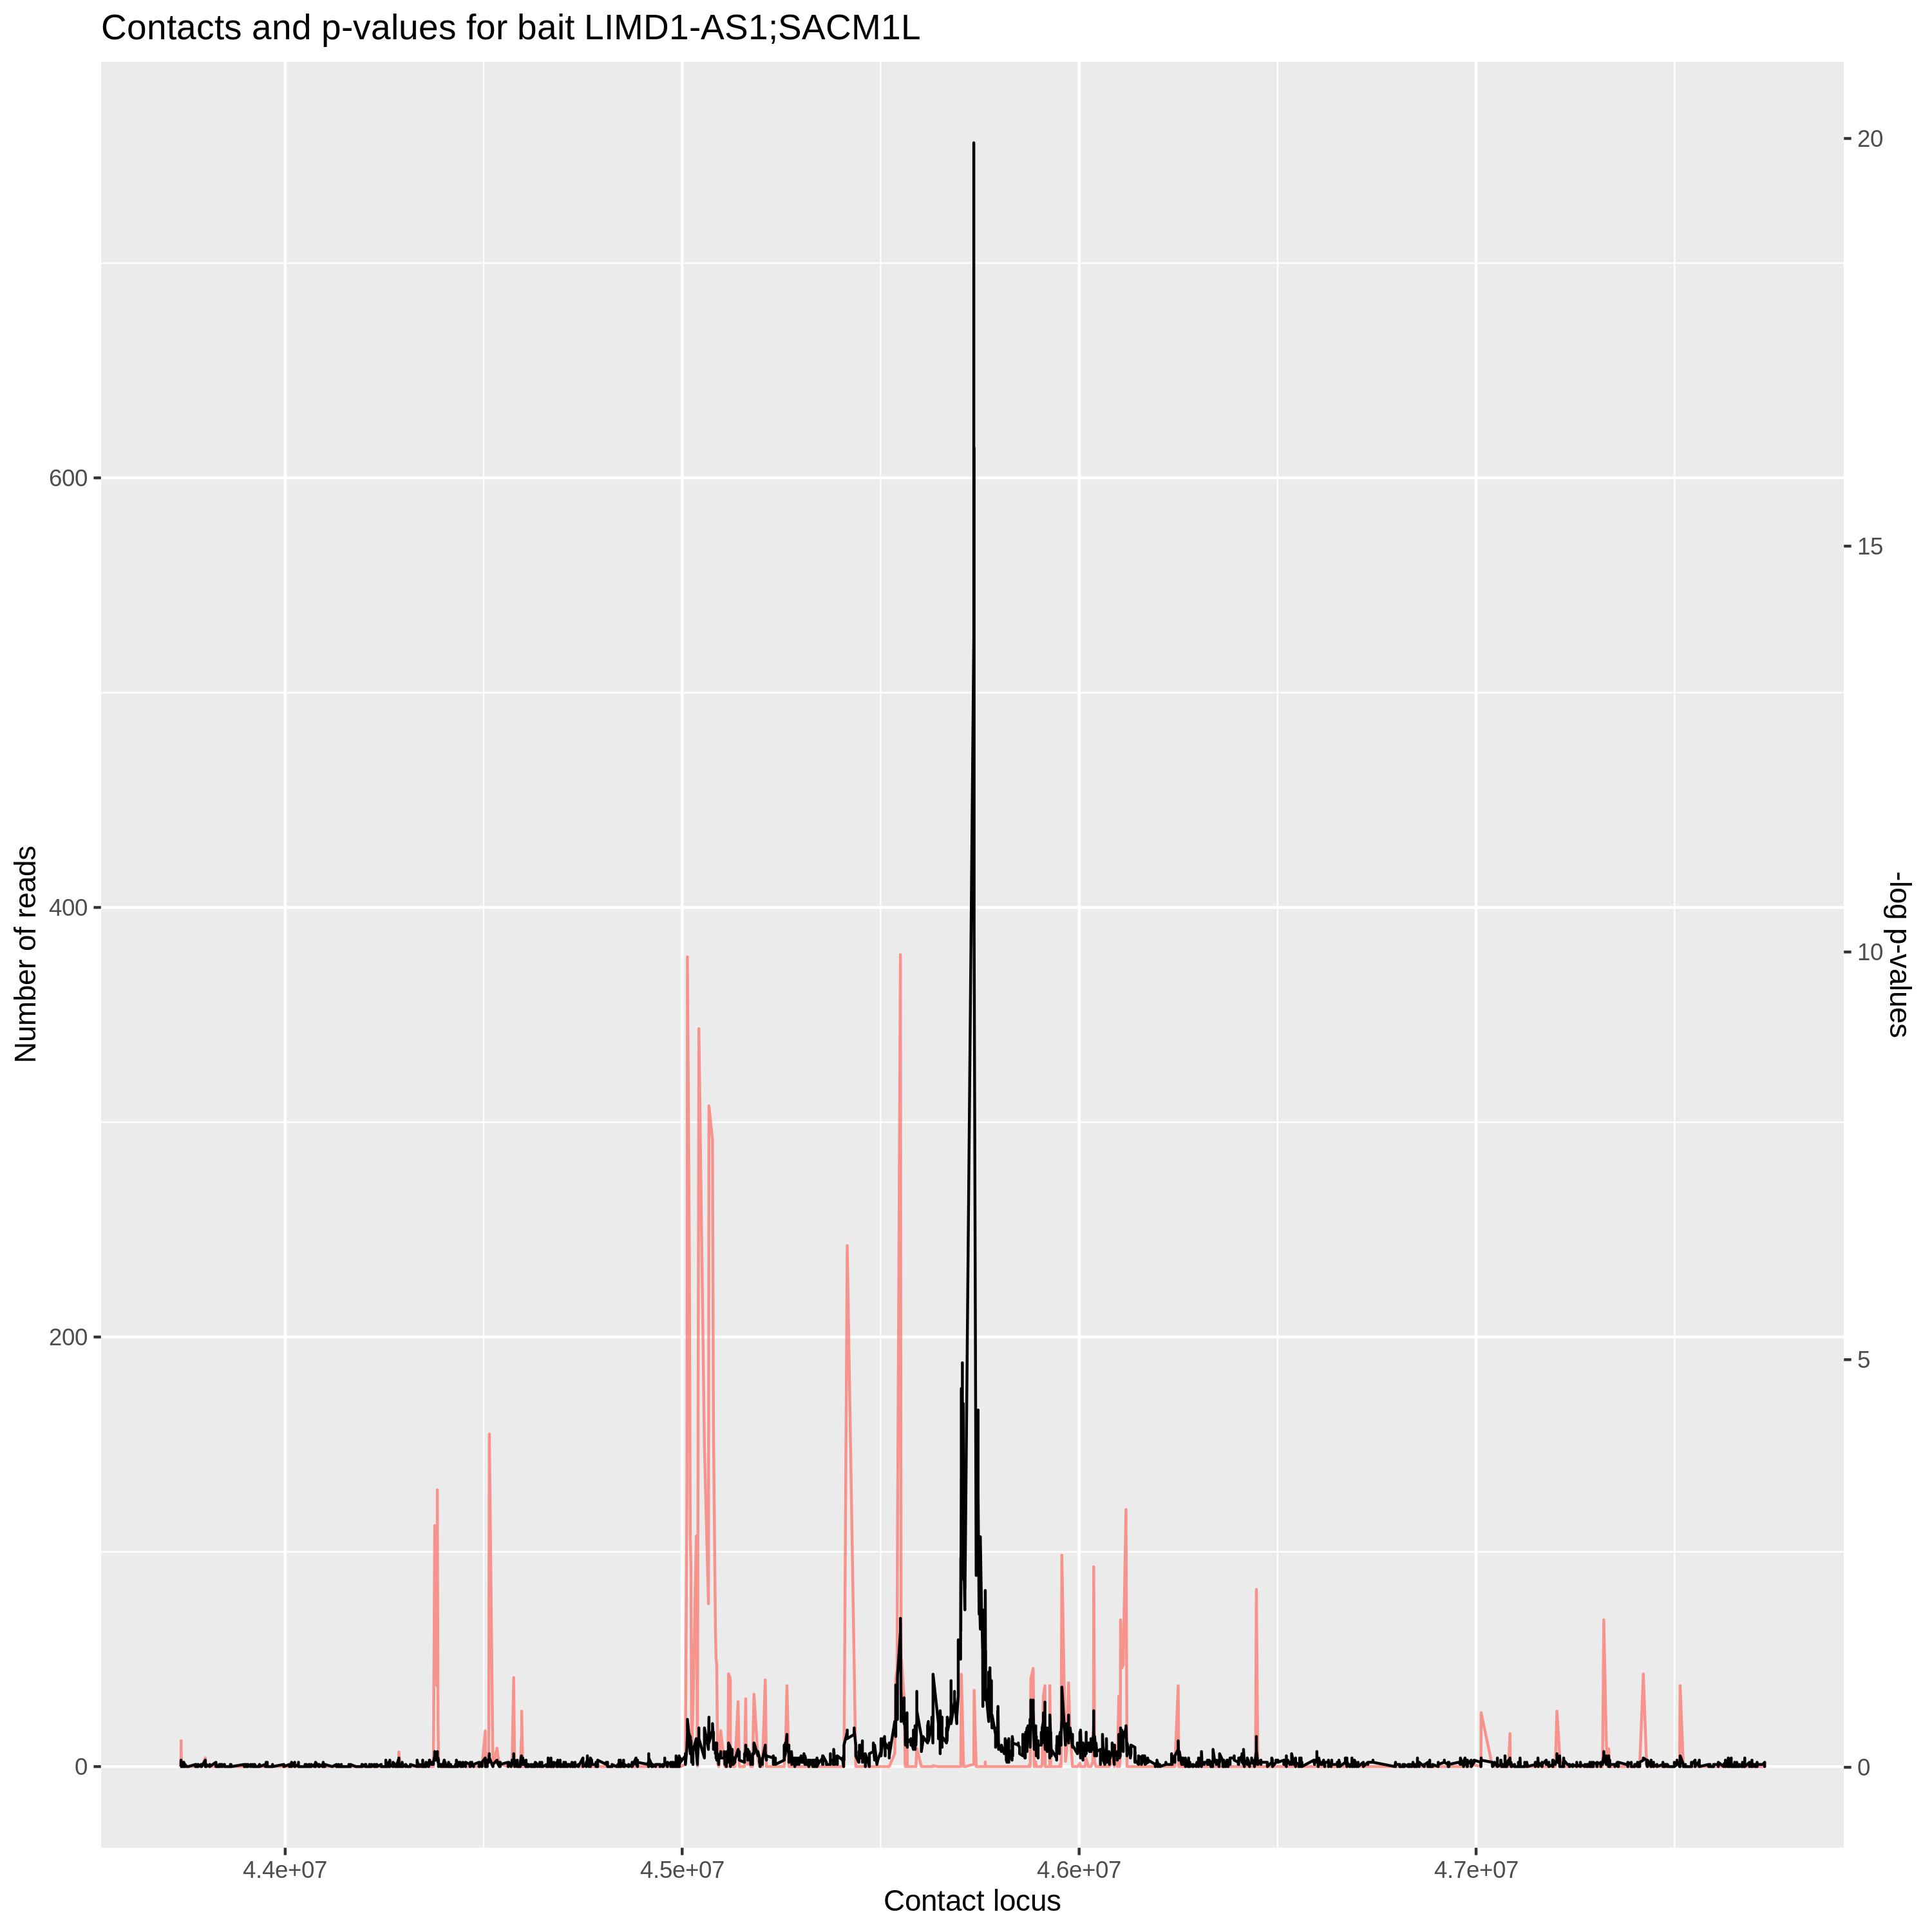 Contacts and p-values for bait LIMD1-AS1;SACM1L
20
600
15
Number of reads
400
10
-log p-values
200
5
0
0
4.4e+07
4.5e+07
4.6e+07
4.7e+07
Contact locus